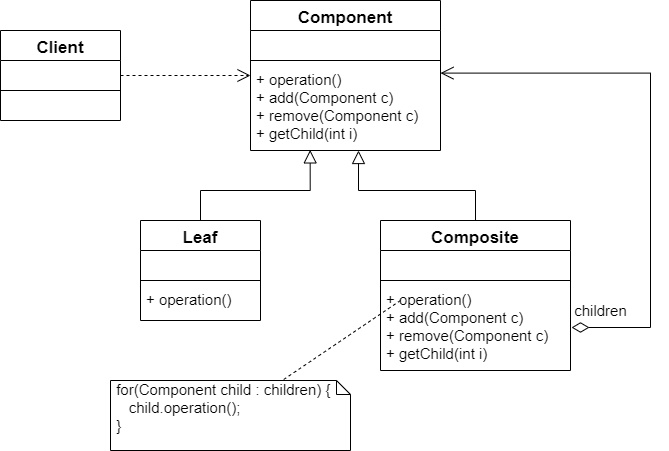 Component
Client
+ operation()
+ add(Component c)
+ remove(Component c)
+ getChild(int i)
Leaf
+ operation()
Composite
+ operation()
+ add(Component c)
+ remove(Component c)
+ getChild(int i)
children
for(Component child : children) {
child.operation();
}